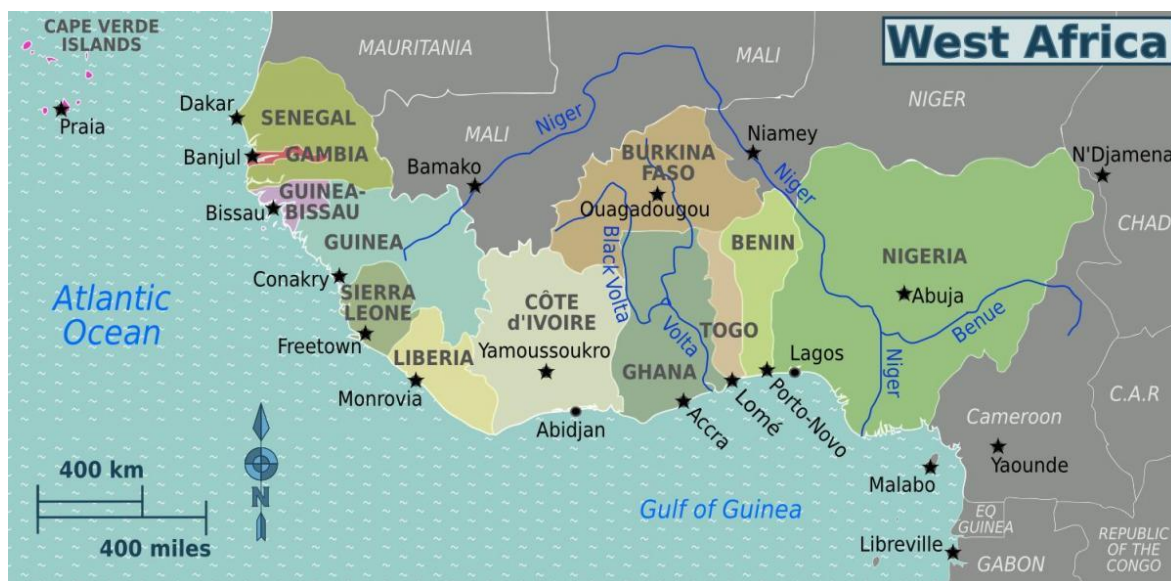 CAPE VERDE
ISLANDS
MAURITANIA
MALI
West Africa
Praia
Dakar
SENEGAL
MALI
Niger
NIGER
Banjul
GAMBIA
Bamako
BURKINA
FASO
Niamey
N'Djamena
Bissau
GUINEA-
BISSAU
Ouagadougou
Niger
CHAD
GUINEA
Black Volta
BENIN
NIGERIA
Conakry
Atlantic
Ocean
SIERRA
LEONE
CÔTE
d'IVOIRE
Abuja
Benue
Freetown
LIBERIA
Yamoussoukro
Volta
TOGO
Lagos
GHANA
Niger
Monrovia
Abidjan
Accra
Lomé
Porto-Novo
C.A.R
Cameroon
Yaounde
400 km
N
400 miles
Gulf of Guinea
Malabo
EQ
GUINEA
Libreville
GABON
REPUBLIC
OF THE
CONGO